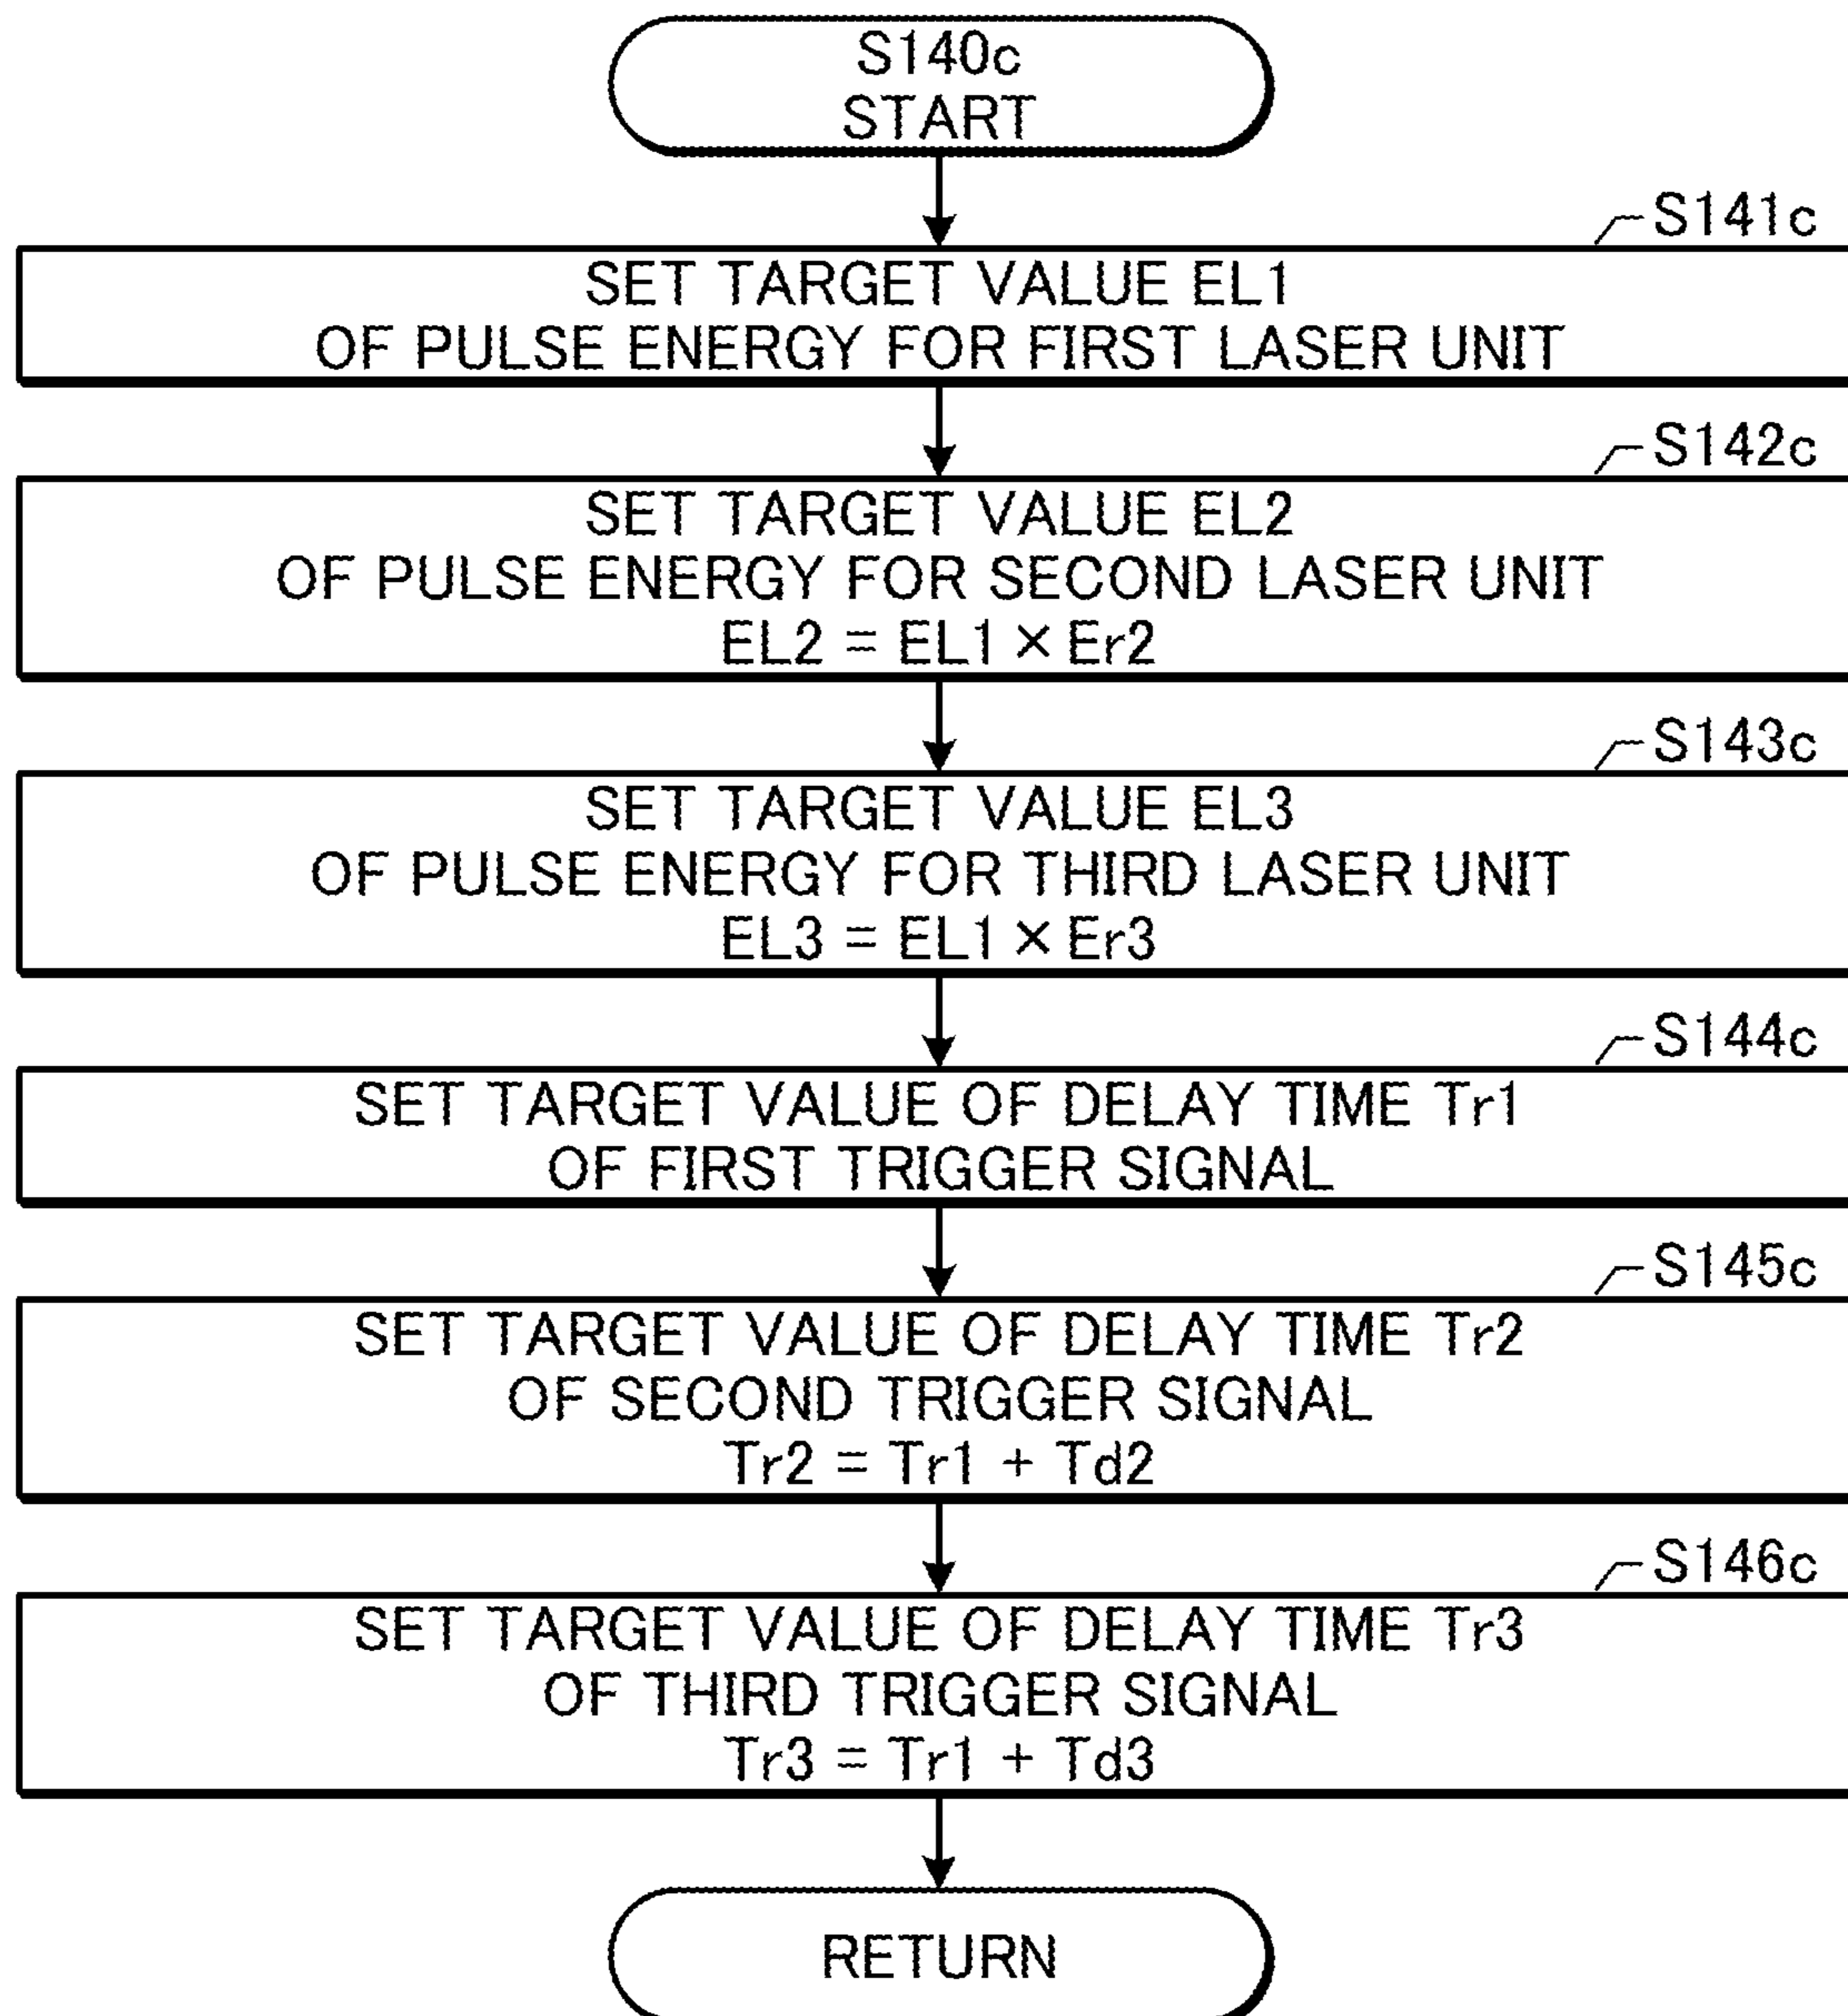 S140c
START
S141c
SET TARGET VALUE EL1
OF PULSE ENERGY FOR FIRST LASER UNIT
S142c
SET TARGET VALUE EL2
OF PULSE ENERGY FOR SECOND LASER UNIT
EL2 = EL1 × Er2
S143c
SET TARGET VALUE EL3
OF PULSE ENERGY FOR THIRD LASER UNIT
EL3 = EL1 × Er3
S144c
SET TARGET VALUE OF DELAY TIME Tr1
OF FIRST TRIGGER SIGNAL
S145c
SET TARGET VALUE OF DELAY TIME Tr2
OF SECOND TRIGGER SIGNAL
Tr2 = Tr1 + Td2
S146c
SET TARGET VALUE OF DELAY TIME Tr3
OF THIRD TRIGGER SIGNAL
Tr3 = Tr1 + Td3
RETURN